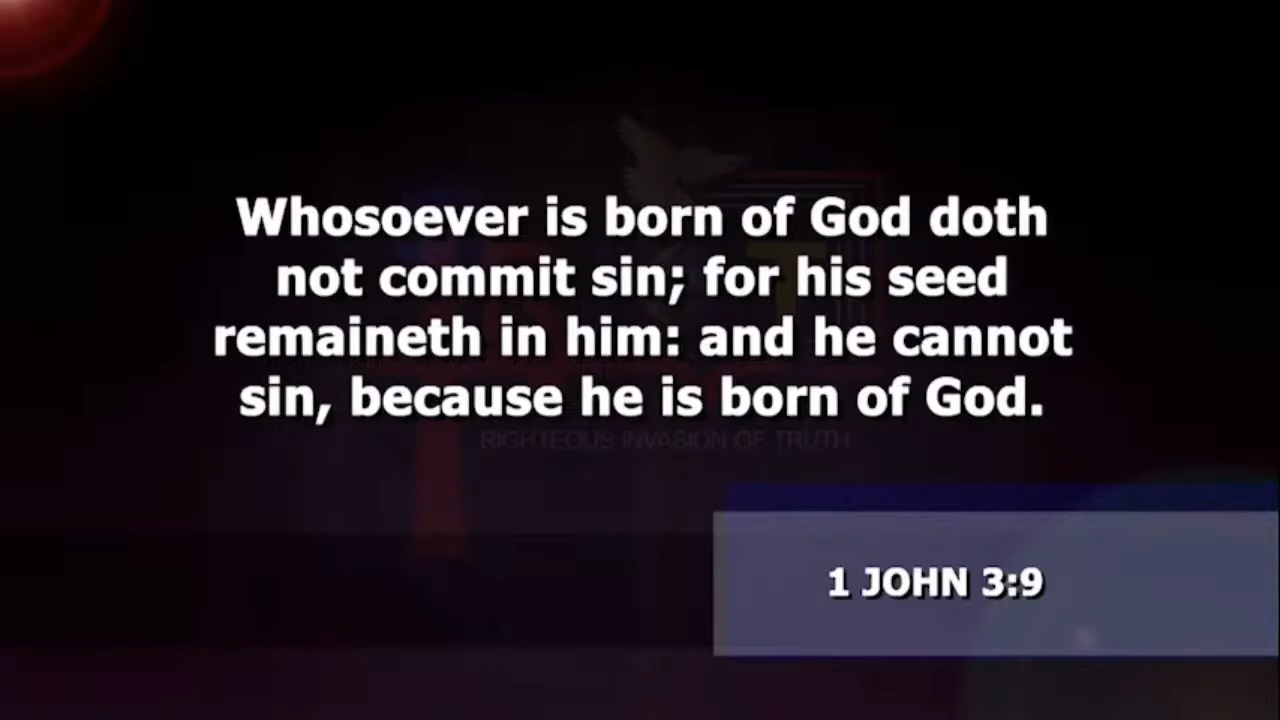 Whosoever is born of God doth
not commit sin; for his seed
remaineth in him: and he cannot
sin, because he is born of God.
RIGHTEOUS INVASION OF TRUTH
1 JOHN 3:9